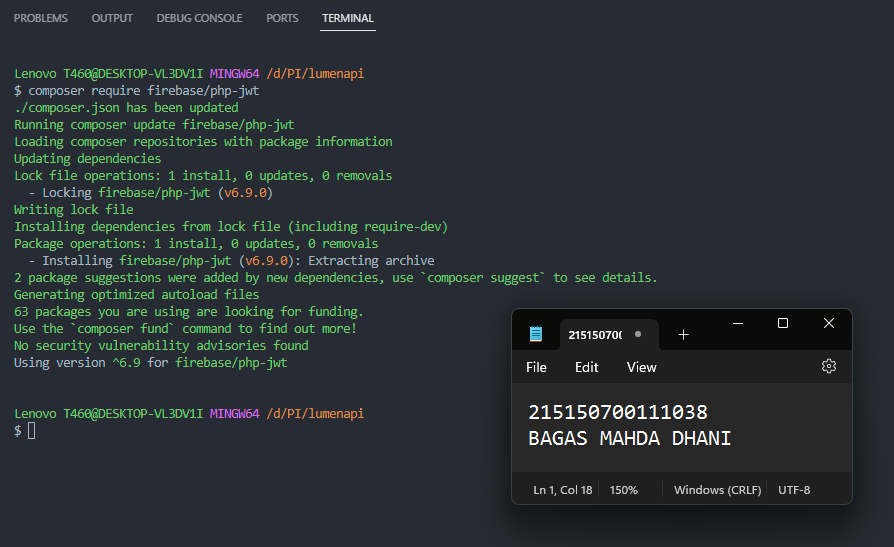 PROBLEMS OUTPUT DEBUG CONSOLE PORTS TERMINAL
Lenovo T460@DESKTOP-VL3DV1I MINGW64 /d/PI/lumenapi
$ composer require firebase/php-jwt
./composer.json has been updated
Running composer update firebase/php-jwt
Loading composer repositories with package information
Updating dependencies
Lock file operations: 1 install, 0 updates, 0 removals
  - Locking firebase/php-jwt (v6.9.0)
Writing lock file
Installing dependencies from lock file (including require-dev)
Package operations: 1 install, 0 updates, 0 removals
  - Installing firebase/php-jwt (v6.9.0): Extracting archive
2 package suggestions were added by new dependencies, use `composer suggest` to see details.
Generating optimized autoload files
63 packages you are using are looking for funding.
Use the `composer fund` command to find out more!
No security vulnerability advisories found
Using version ^6.9 for firebase/php-jwt
Lenovo T460@DESKTOP-VL3DV1I MINGW64 /d/PI/lumenapi
$
215150700
File Edit View
215150700111038
BAGAS MAHDA DHANI
Ln 1, Col 18 150% Windows (CRLF) UTF-8